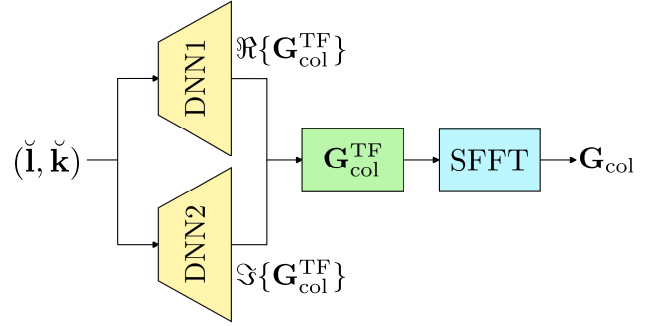 (l̆, k̆)
DNN1
ℜ{G_col^TF}
G_col^TF
SFFT
G_col
DNN2
ℑ{G_col^TF}